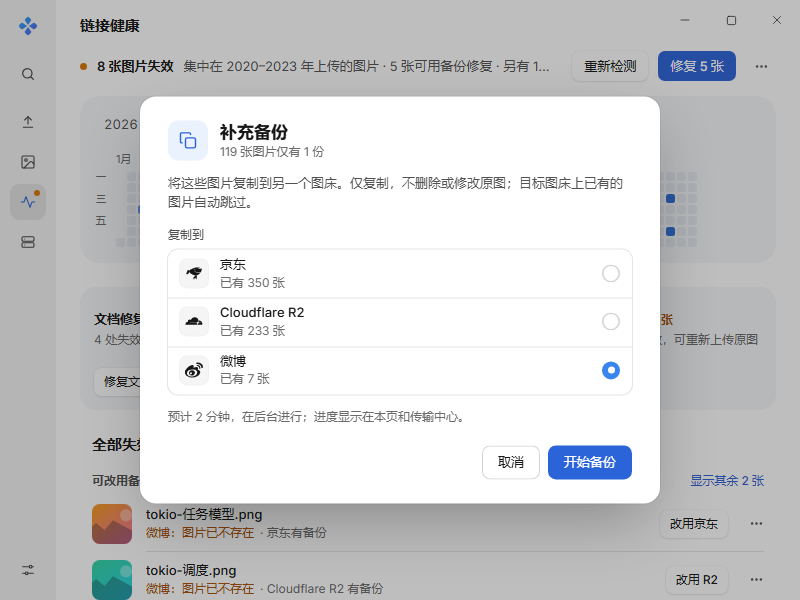 链接健康
8 张图片失效 集中在 2020–2023 年上传的图片 · 5 张可用备份修复 · 另有 1...
重新检测
修复 5 张
2026
1月
一
三
五
补充备份
119 张图片仅有 1 份
将这些图片复制到另一个图床。仅复制，不删除或修改原图；目标图床上已有的
图片自动跳过。
复制到
京东
已有 350 张
Cloudflare R2
已有 233 张
微博
已有 7 张
预计 2 分钟，在后台进行；进度显示在本页和传输中心。
取消
开始备份
文档修复
4 处失效
修复文
张
，可重新上传原图
全部失效
可改用备
显示其余 2 张
tokio-任务模型.png
微博：图片已不存在 · 京东有备份
改用京东
tokio-调度.png
微博：图片已不存在 · Cloudflare R2 有备份
改用 R2